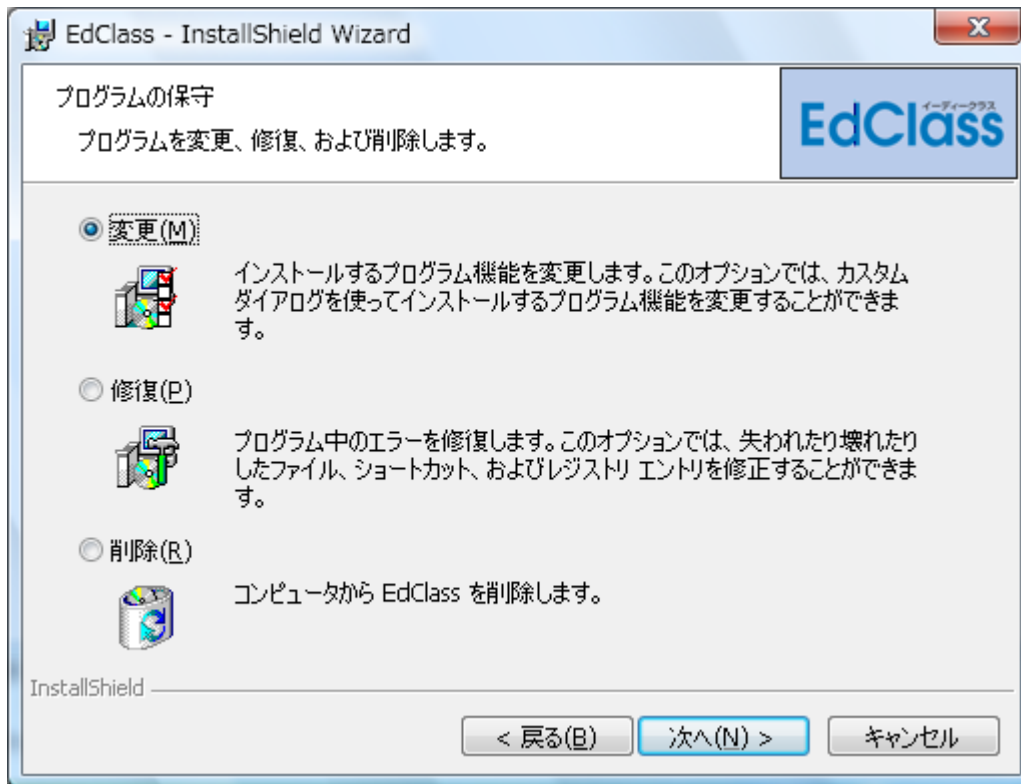 EdClass - InstallShield Wizard
プログラムの保守
プログラムを変更、修復、および削除します。
イーディークラス
EdClass
変更(M)
インストールするプログラム機能を変更します。このオプションでは、カスタム
ダイアログを使ってインストールするプログラム機能を変更することができま
す。
修復(P)
プログラム中のエラーを修復します。このオプションでは、失われたり壊れたり
したファイル、ショートカット、およびレジストリ エントリを修正することができま
す。
削除(R)
コンピュータから EdClass を削除します。
InstallShield
< 戻る(B)
次へ(N) >
キャンセル